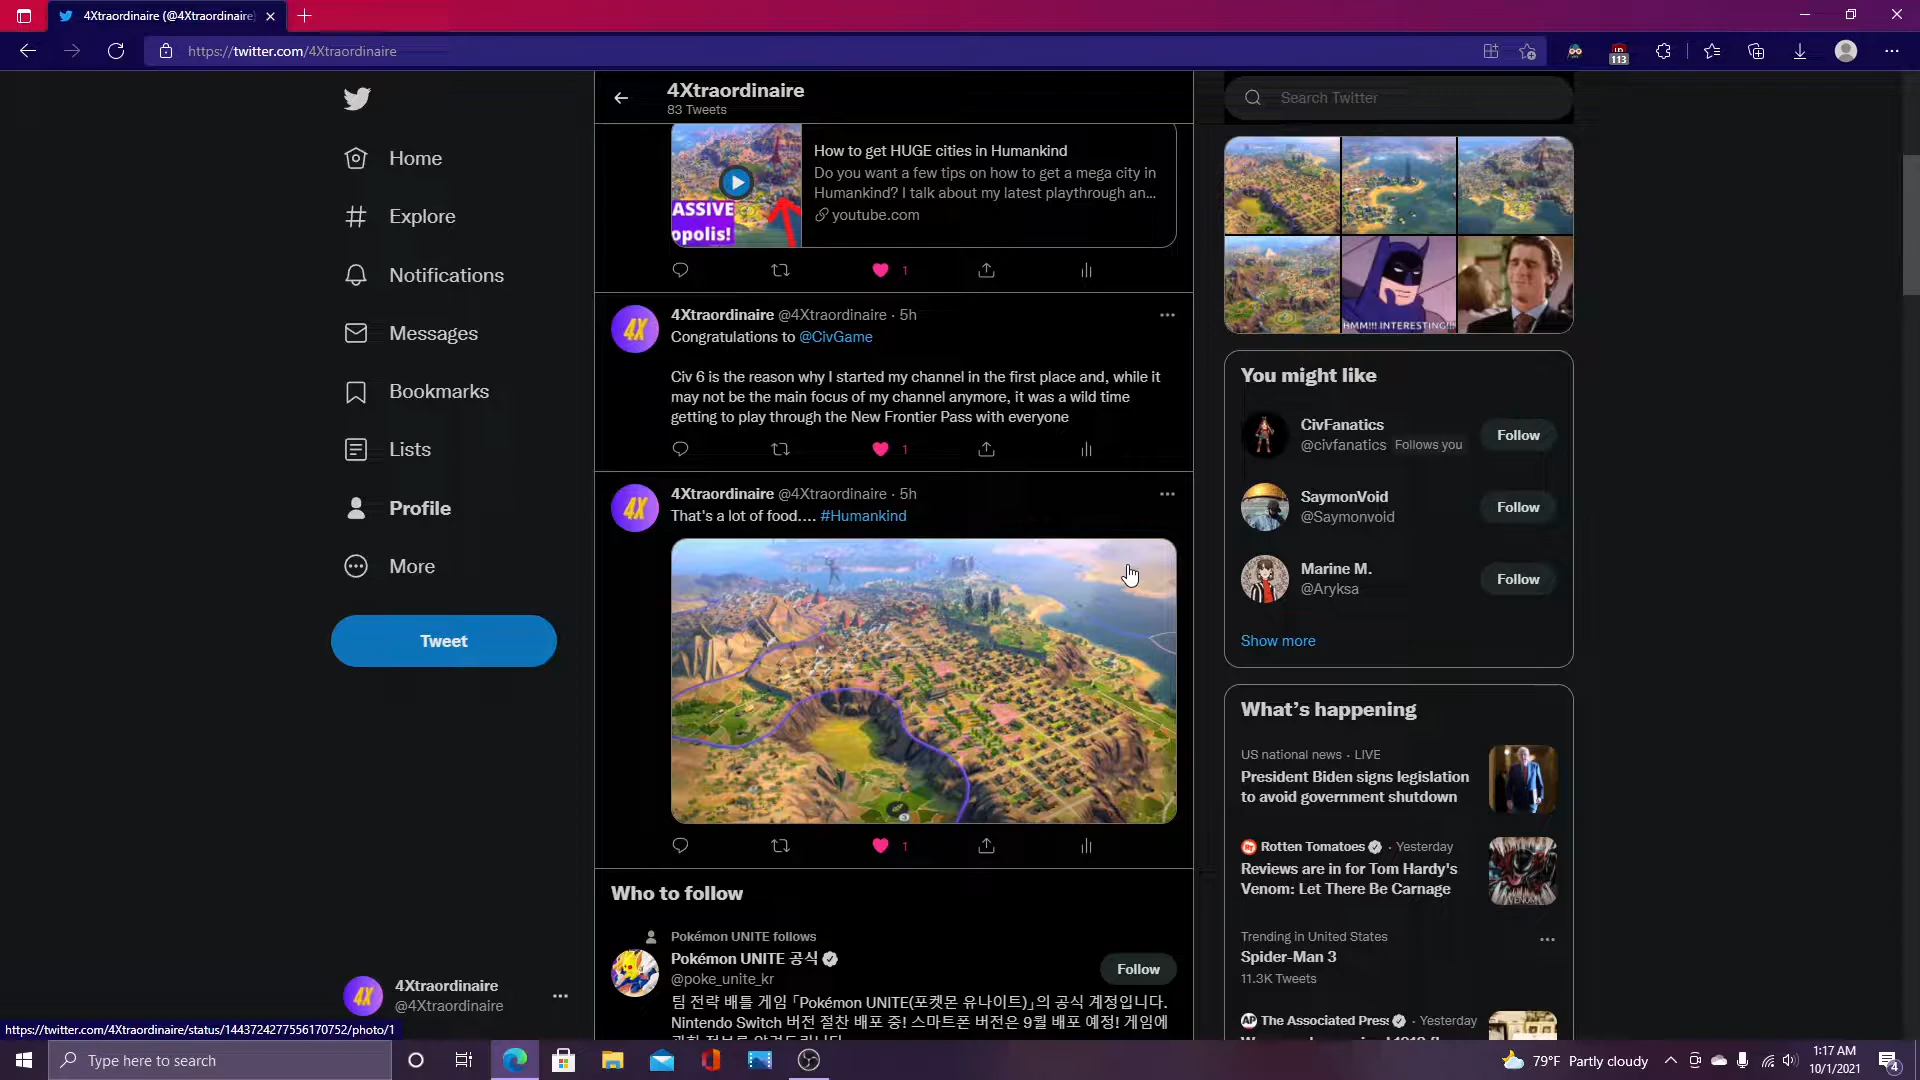 4Xtraordinaire (@4Xtraordinaire)
https://twitter.com/4Xtraordinaire
113
Home
Explore
Notifications
Messages
Bookmarks
Lists
Profile
More
Tweet
4Xtraordinaire
@4Xtraordinaire
https://twitter.com/4Xtraordinaire/status/1443724277556170752/photo/1
4Xtraordinaire
83 Tweets
ASSIVE
opolis!
How to get HUGE cities in Humankind
Do you want a few tips on how to get a mega city in
Humankind? I talk about my latest playthrough an...
youtube.com
1
4X
4Xtraordinaire @4Xtraordinaire · 5h
Congratulations to @CivGame
Civ 6 is the reason why I started my channel in the first place and, while it
may not be the main focus of my channel anymore, it was a wild time
getting to play through the New Frontier Pass with everyone
1
4X
4Xtraordinaire @4Xtraordinaire · 5h
That's a lot of food.... #Humankind
1
Who to follow
Pokémon UNITE follows
Pokémon UNITE 공식
@poke_unite_kr
Follow
팀 전략 배틀 게임 「Pokémon UNITE(포켓몬 유나이트)」의 공식 계정입니다.
Nintendo Switch 버전 절찬 배포 중! 스마트폰 버전은 9월 배포 예정! 게임에
Search Twitter
HMM!!! INTERESTING!!!
You might like
CivFanatics
@civfanatics Follows you
Follow
SaymonVoid
@Saymonvoid
Follow
Marine M.
@Aryksa
Follow
Show more
What's happening
US national news · LIVE
President Biden signs legislation
to avoid government shutdown
Rotten Tomatoes · Yesterday
Reviews are in for Tom Hardy's
Venom: Let There Be Carnage
Trending in United States
Spider-Man 3
11.3K Tweets
AP The Associated Press · Yesterday
4X
Type here to search
79°F Partly cloudy
1:17 AM
10/1/2021
4